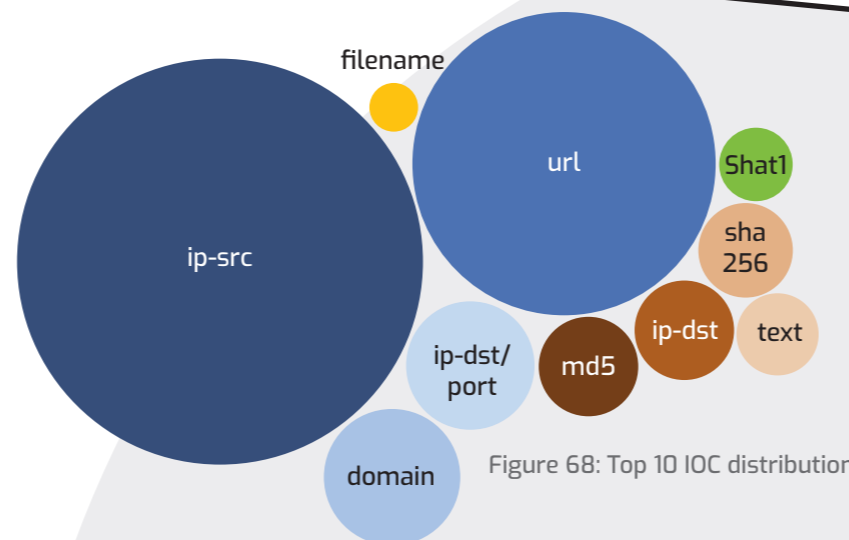 filename
url
Shat1
ip-src
sha
256
ip-dst/
port
md5
ip-dst
text
domain
Figure 68: Top 10 IOC distribution